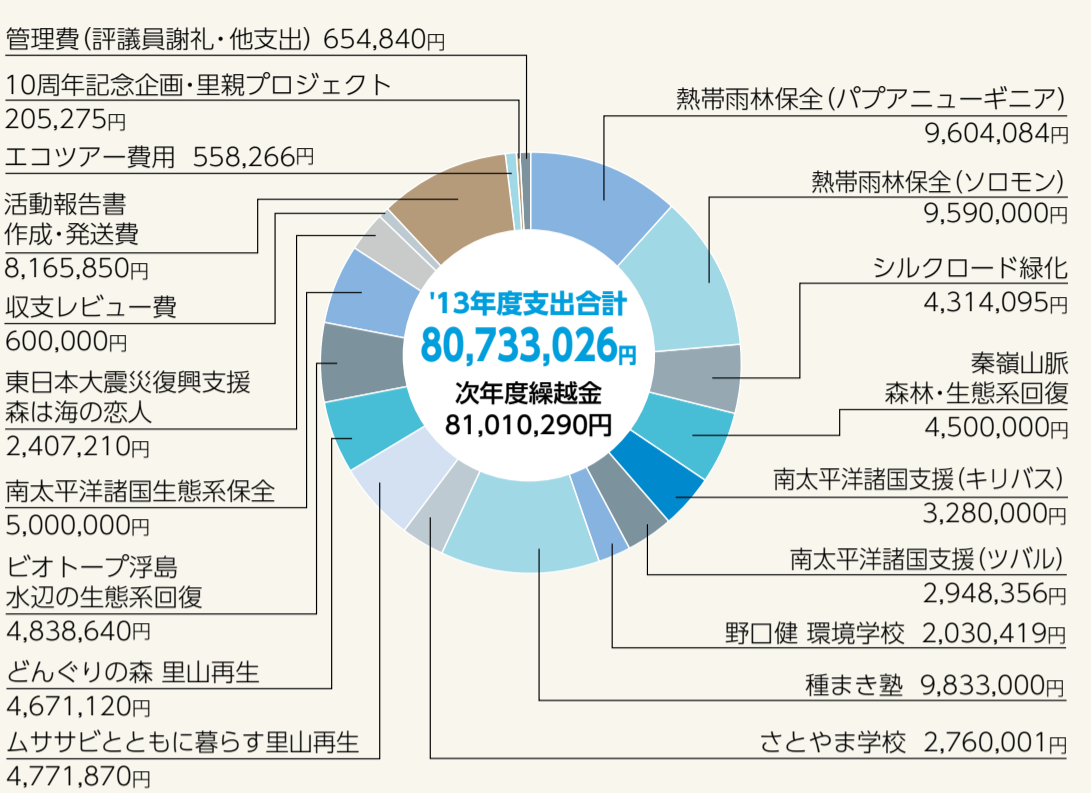 管理費(評議員謝礼・他支出) 654,840円
10周年記念企画・里親プロジェクト
205,275円
エコツアー費用 558,266円
活動報告書
作成・発送費
8,165,850円
収支レビュー費
600,000円
東日本大震災復興支援
森は海の恋人
2,407,210円
南太平洋諸国生態系保全
5,000,000円
ビオトープ浮島
水辺の生態系回復
4,838,640円
どんぐりの森 里山再生
4,671,120円
ムササビとともに暮らす里山再生
4,771,870円
'13年度支出合計
80,733,026円
次年度繰越金
81,010,290円
熱帯雨林保全(パプアニューギニア)
9,604,084円
熱帯雨林保全(ソロモン)
9,590,000円
シルクロード緑化
4,314,095円
秦嶺山脈
森林・生態系回復
4,500,000円
南太平洋諸国支援(キリバス)
3,280,000円
南太平洋諸国支援(ツバル)
2,948,356円
野口健 環境学校 2,030,419円
種まき塾 9,833,000円
さとやま学校 2,760,001円